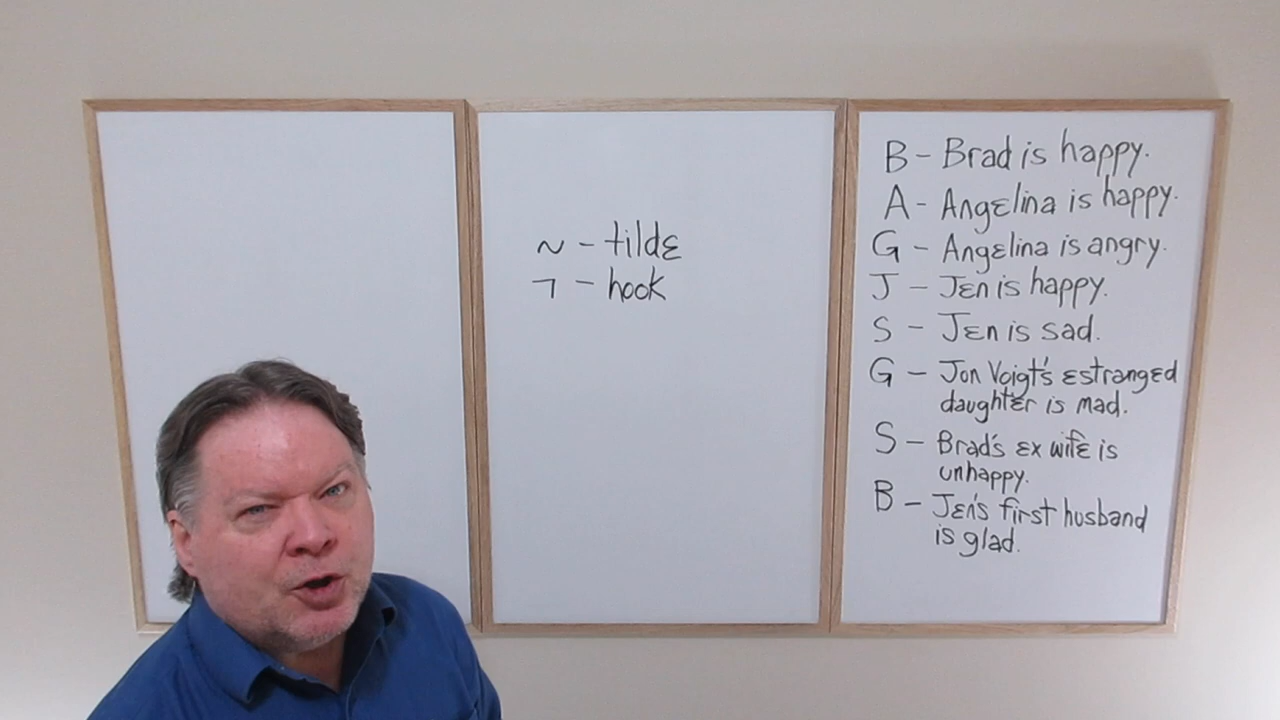 ~ - tilde
¬ - hook
B - Brad is happy.
A - Angelina is happy.
G - Angelina is angry.
J - Jen is happy.
S - Jen is sad.
G - Jon Voigt's estranged
daughter is mad.
S - Brad's ex wife is
unhappy.
B - Jen's first husband
is glad.